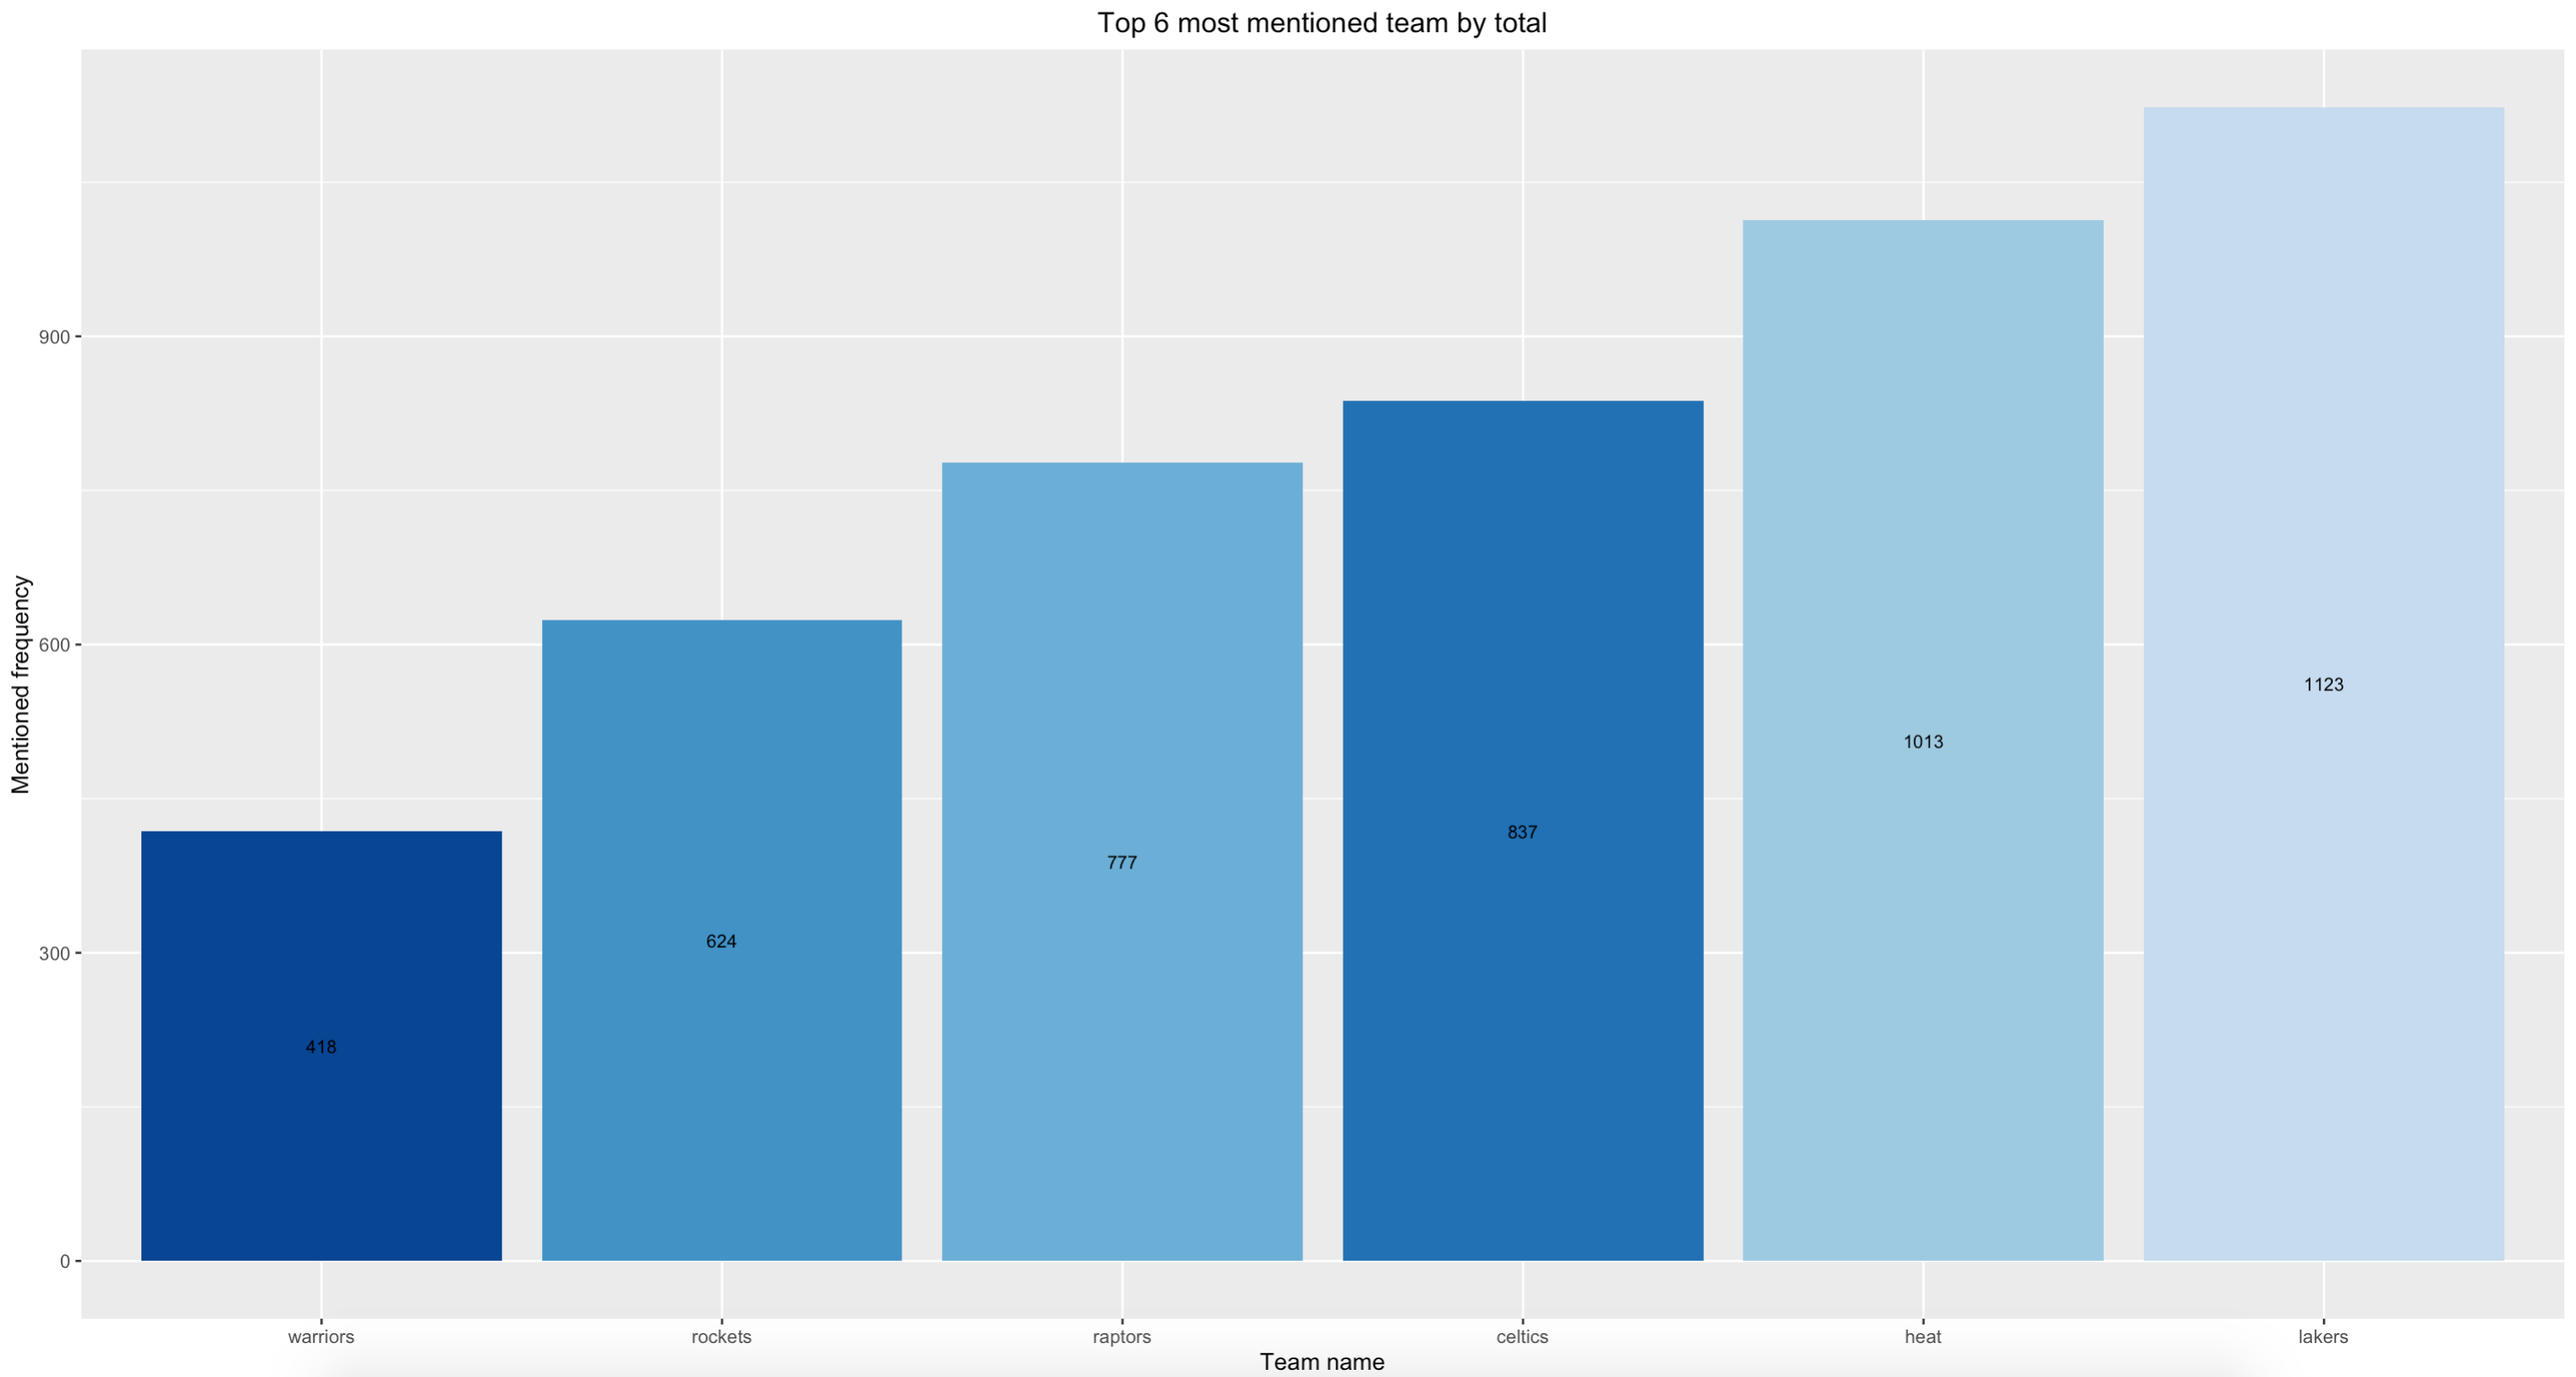 Top 6 most mentioned team by total
Mentioned frequency
900
600
300
0
418
624
777
837
1013
1123
warriors
rockets
raptors
celtics
heat
lakers
Team name